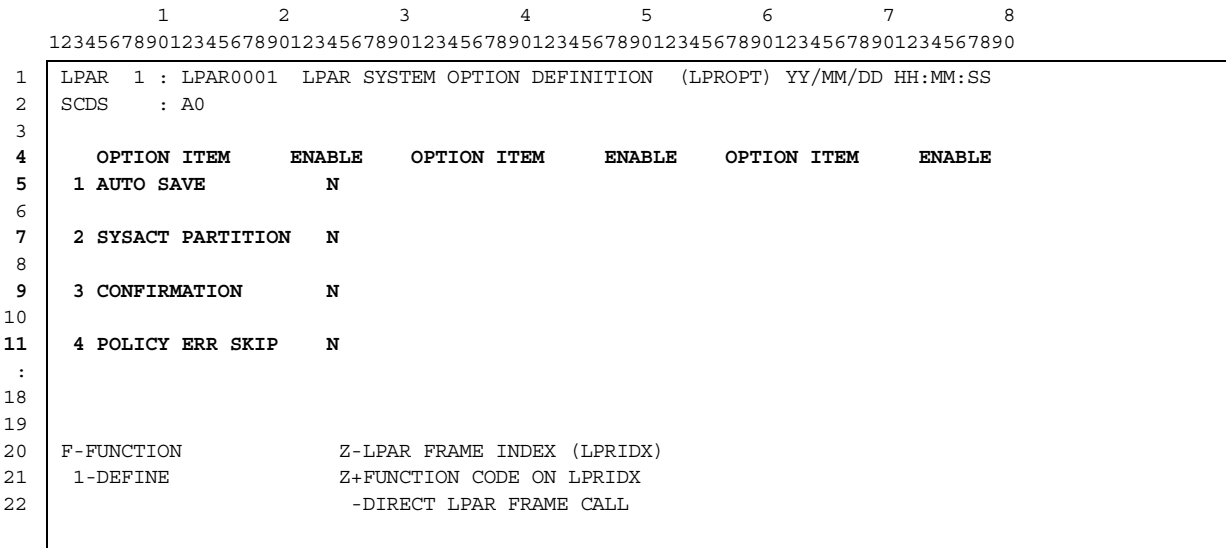 1 2 3 4 5 6 7 8
12345678901234567890123456789012345678901234567890123456789012345678901234567890
1 LPAR 1 : LPAR0001 LPAR SYSTEM OPTION DEFINITION (LPROPT) YY/MM/DD HH:MM:SS
2 SCDS : A0
3
4 OPTION ITEM ENABLE OPTION ITEM ENABLE OPTION ITEM ENABLE
5 1 AUTO SAVE N
6
7 2 SYSACT PARTITION N
8
9 3 CONFIRMATION N
10
11 4 POLICY ERR SKIP N
:
18
19
20 F-FUNCTION Z-LPAR FRAME INDEX (LPRIDX)
21 1-DEFINE Z+FUNCTION CODE ON LPRIDX
22 -DIRECT LPAR FRAME CALL